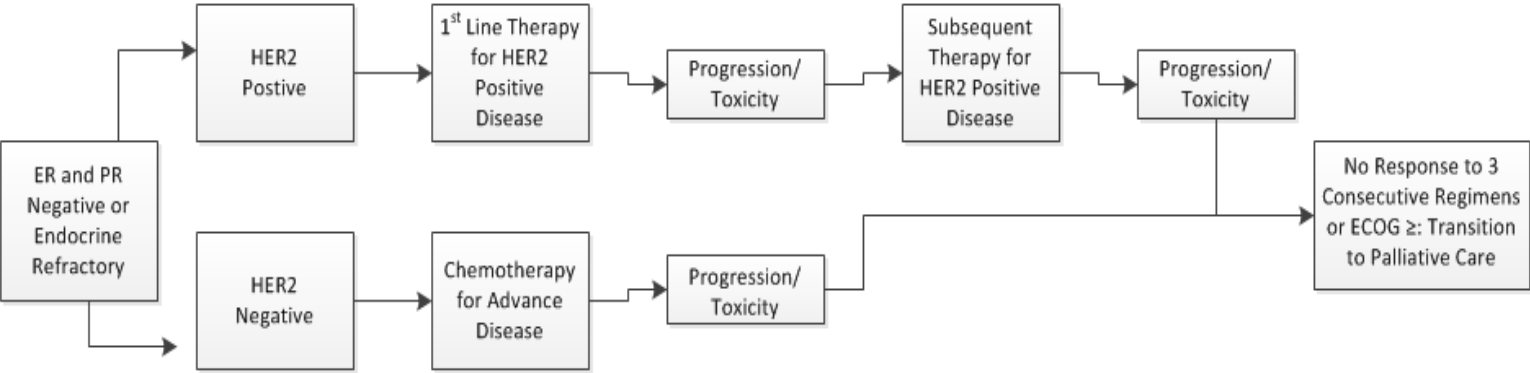 ER and PR
Negative or
Endocrine
Refractory
HER2
Postive
1st Line Therapy
for HER2
Positive
Disease
Progression/
Toxicity
Subsequent
Therapy for
HER2 Positive
Disease
Progression/
Toxicity
HER2
Negative
Chemotherapy
for Advance
Disease
Progression/
Toxicity
No Response to 3
Consecutive Regimens
or ECOG ≥: Transition
to Palliative Care